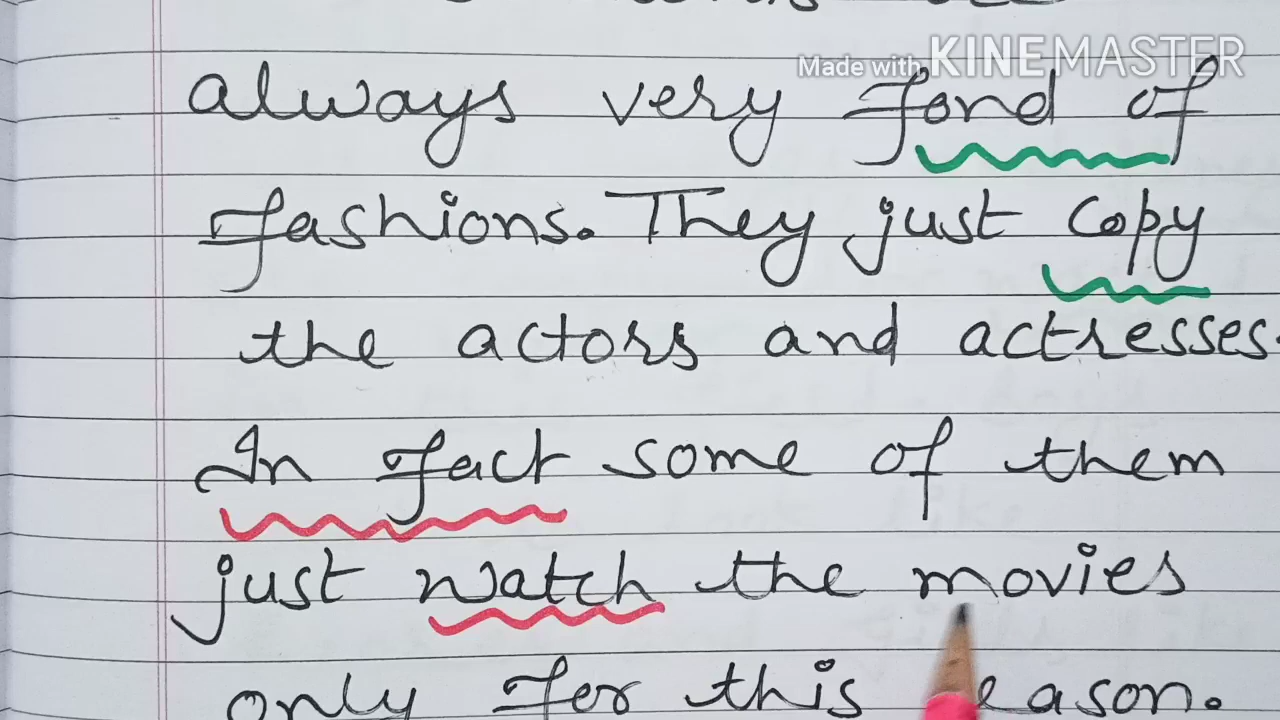 Made with KINEMASTER
always very fond of
fashions. They just copy
the actors and actresses.
In fact some of them
just watch the movies
only for this reason.